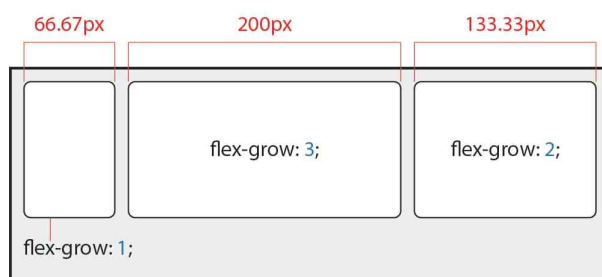 66.67px 200px 133.33px
flex-grow: 3; flex-grow: 2;
flex-grow: 1;